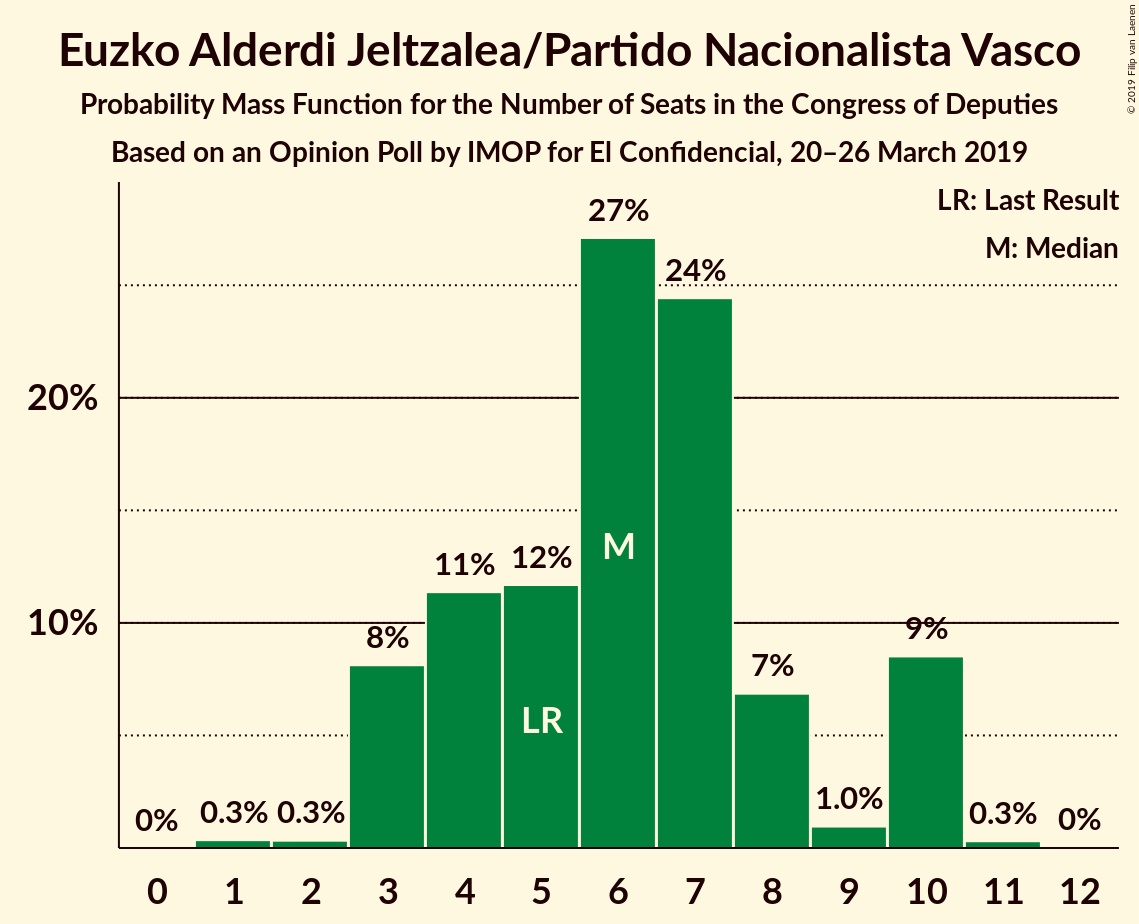 Euzko Alderdi Jeltzalea/Partido Nacionalista Vasco
Probability Mass Function for the Number of Seats in the Congress of Deputies
Based on an Opinion Poll by IMOP for El Confidencial, 20–26 March 2019
© 2019 Filip van Laenen
LR: Last Result
M: Median
20%
10%
0%
0.3%
0.3%
8%
11%
12%
27%
24%
7%
1.0%
9%
0.3%
0%
M
LR
0 1 2 3 4 5 6 7 8 9 10 11 12